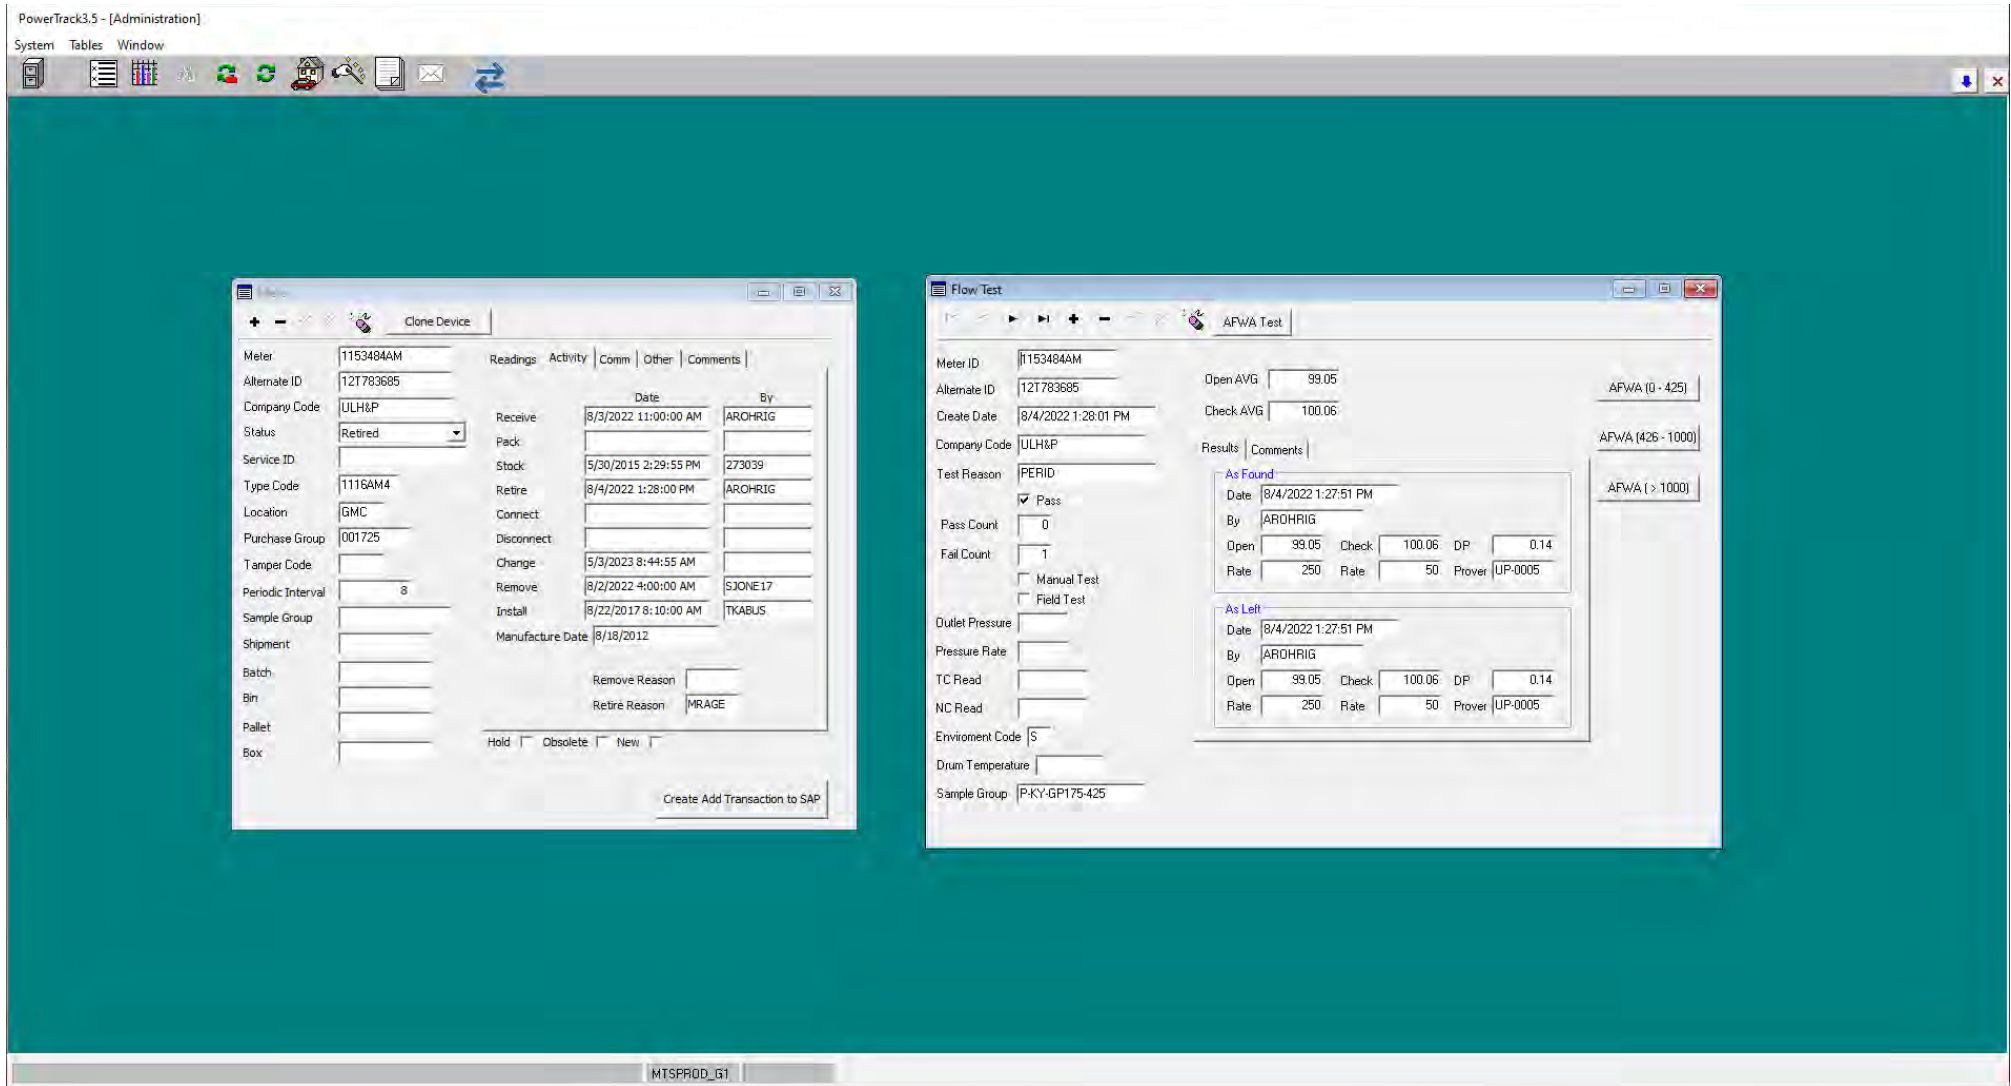 PowerTrack3.5 - [Administration]
System Tables Window
Clone Device
Meter 1153484AM
Alternate ID 12T783685
Company Code ULH&P
Status Retired
Service ID
Type Code 1116AM4
Location GMC
Purchase Group 001725
Tamper Code
Periodic Interval 8
Sample Group
Shipment
Batch
Bin
Pallet
Box
Readings Activity Comm Other Comments
Date By
Receive 8/3/2022 11:00:00 AM AROHRIG
Pack
Stock 5/30/2015 2:29:55 PM 273039
Retire 8/4/2022 1:28:00 PM AROHRIG
Connect
Disconnect
Change 5/3/2023 8:44:55 AM
Remove 8/2/2022 4:00:00 AM SJONE17
Install 8/22/2017 8:10:00 AM TKABUS
Manufacture Date 8/18/2012
Remove Reason
Retire Reason MRAGE
Hold Obsolete New
Create Add Transaction to SAP
Flow Test
AFWA Test
Meter ID 1153484AM
Alternate ID 12T783685
Create Date 8/4/2022 1:28:01 PM
Company Code ULH&P
Test Reason PERID
Pass
Pass Count 0
Fail Count 1
Manual Test
Field Test
Outlet Pressure
Pressure Rate
TC Read
NC Read
Enviroment Code S
Drum Temperature
Sample Group P-KY-GP175-425
Open AVG 99.05
Check AVG 100.06
Results Comments
As Found
Date 8/4/2022 1:27:51 PM
By AROHRIG
Open 99.05 Check 100.06 DP 0.14
Rate 250 Rate 50 Prover UP-0005
As Left
Date 8/4/2022 1:27:51 PM
By AROHRIG
Open 99.05 Check 100.06 DP 0.14
Rate 250 Rate 50 Prover UP-0005
AFWA (0 - 425)
AFWA (426 - 1000)
AFWA ( > 1000)
MTSPROD_G1